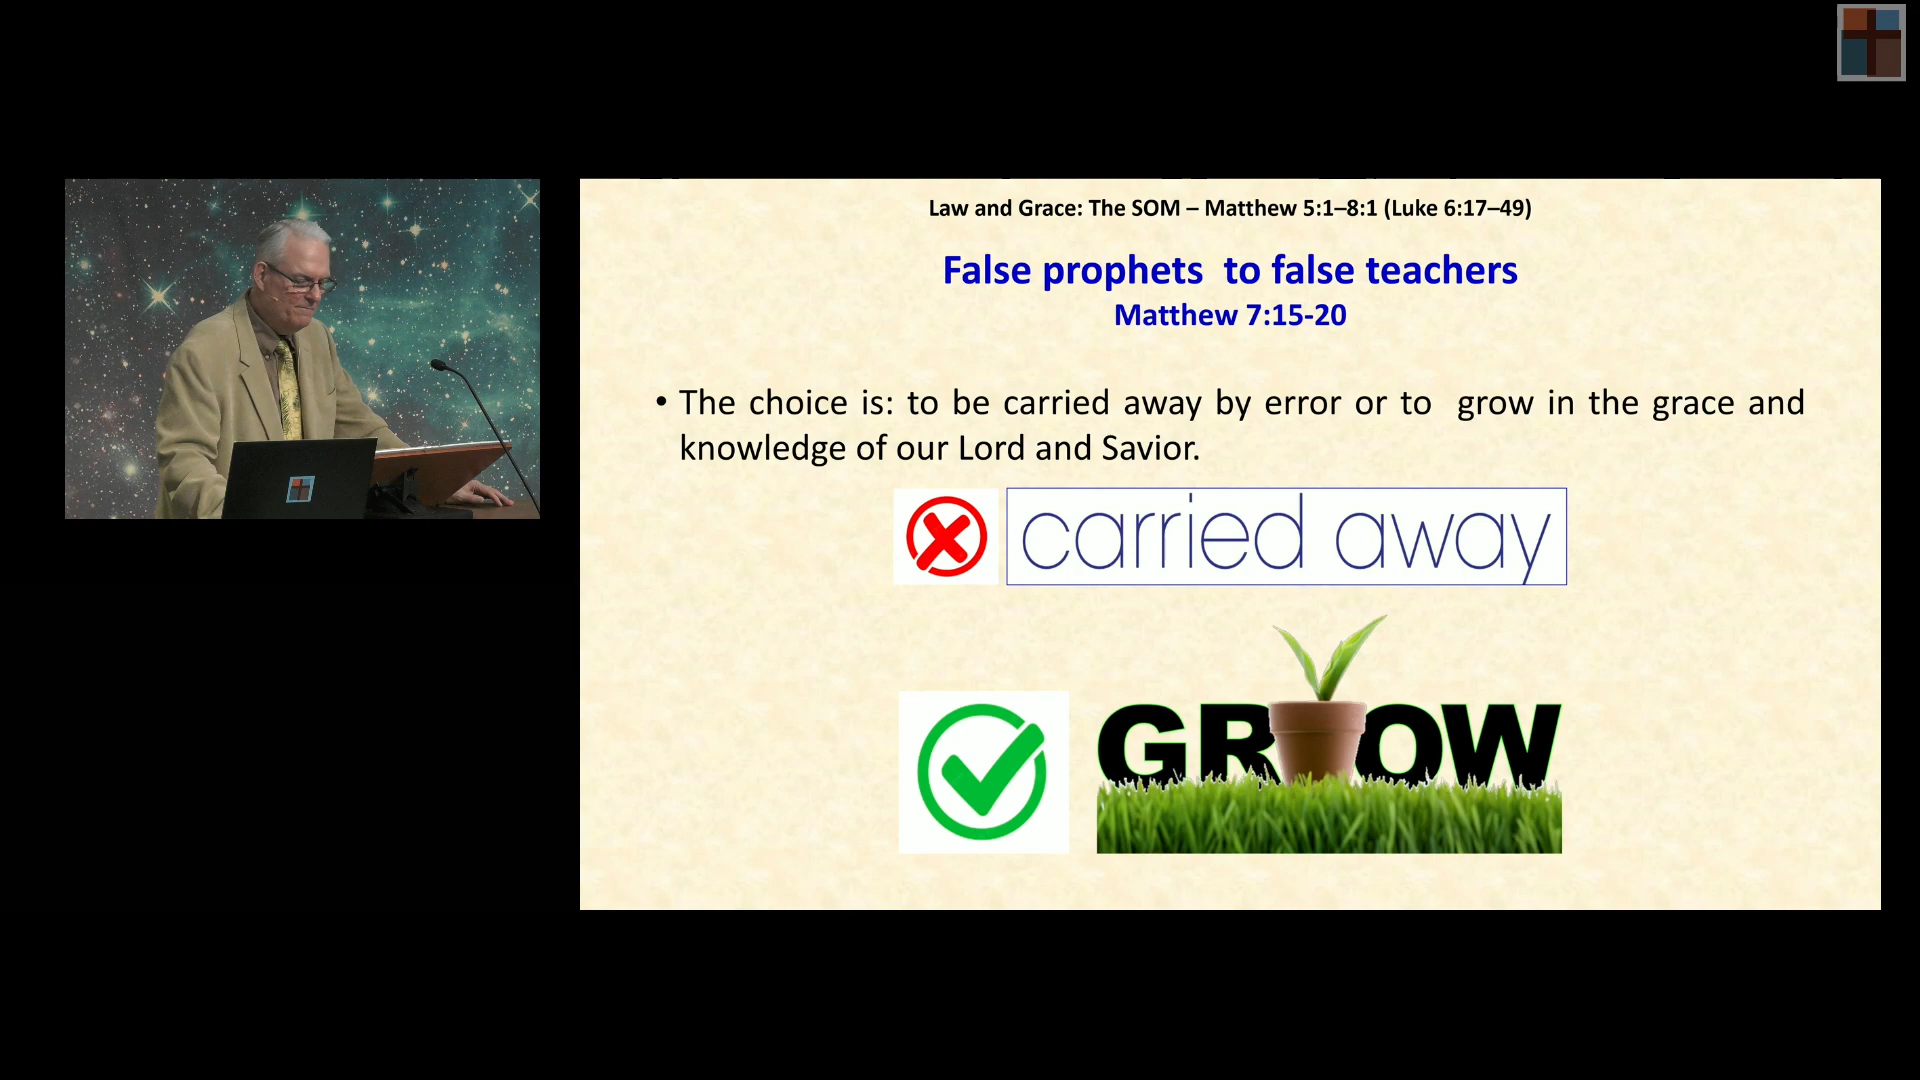 Law and Grace: The SOM – Matthew 5:1–8:1 (Luke 6:17–49)
False prophets  to false teachers
Matthew 7:15-20
• The choice is: to be carried away by error or to  grow in the grace and
knowledge of our Lord and Savior.
carried away
GROW